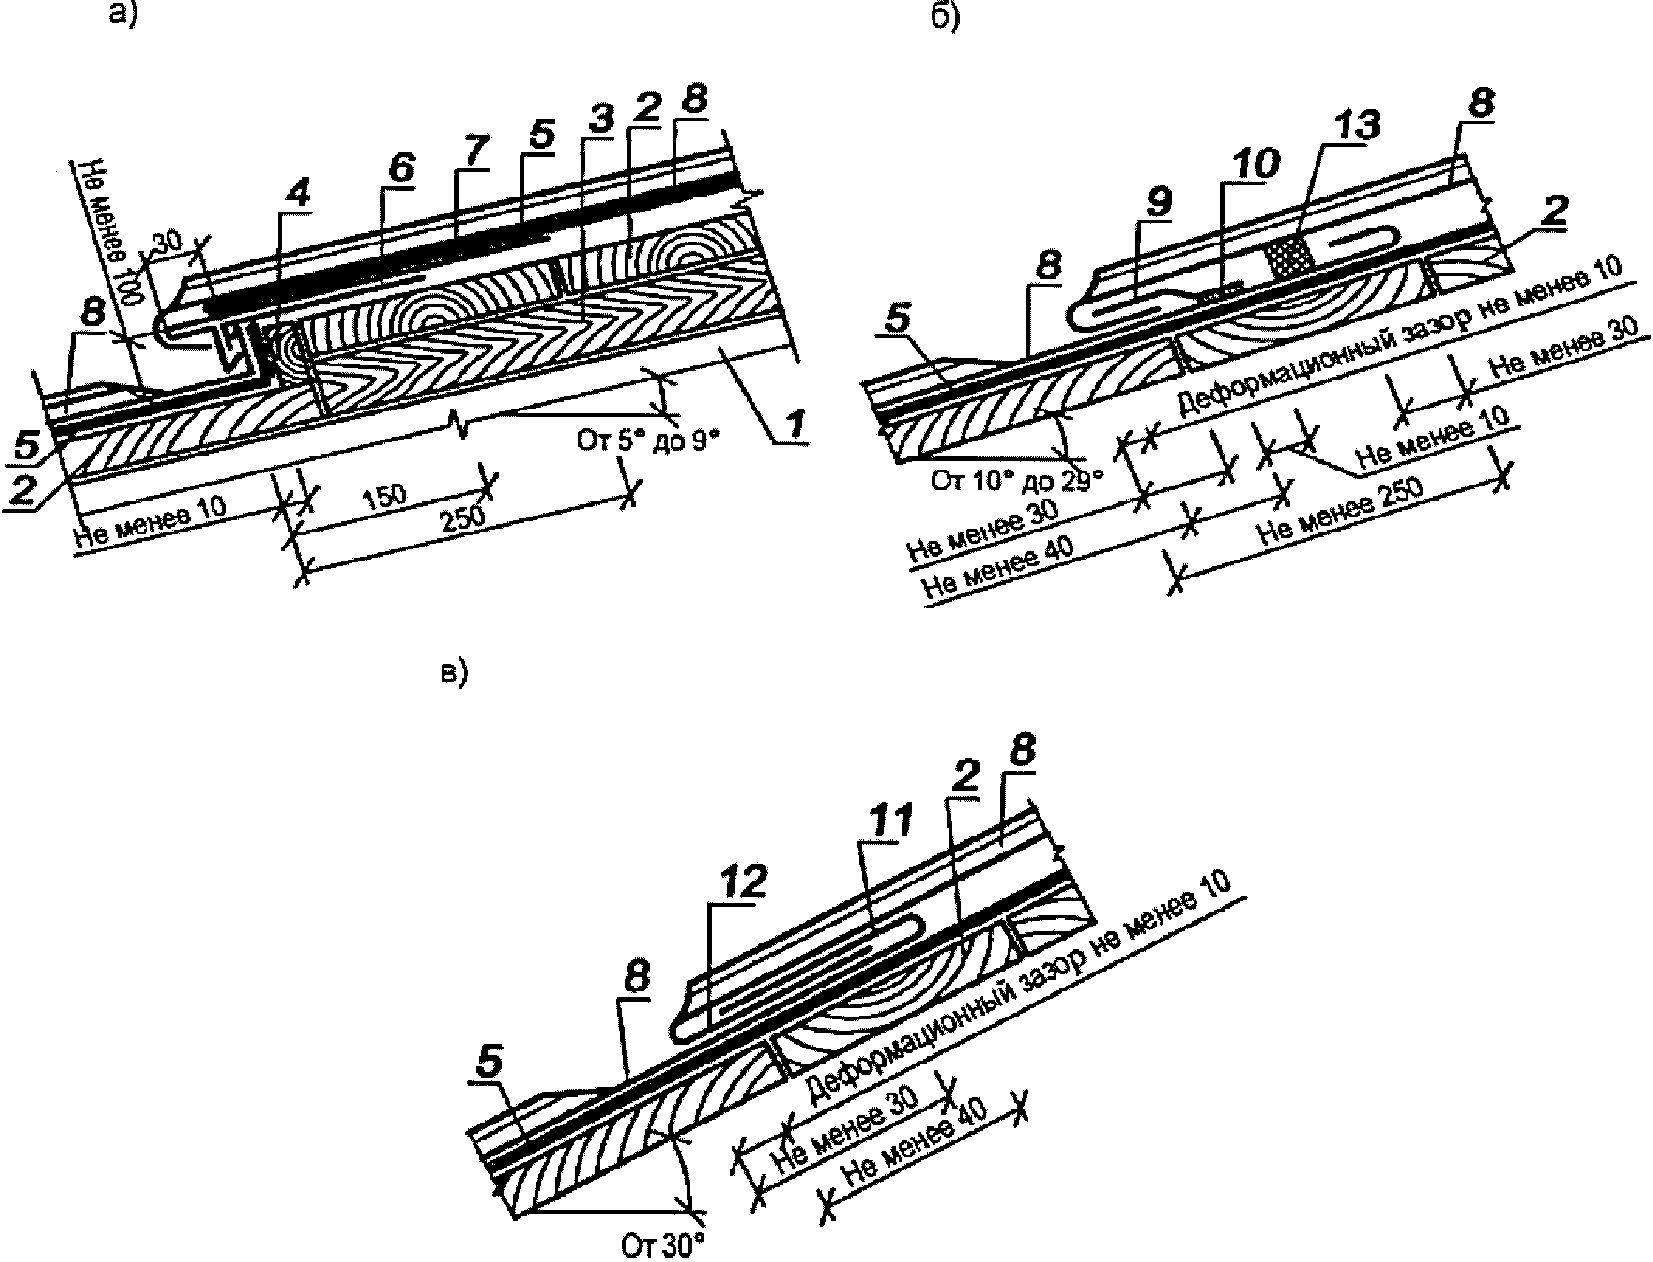 а)
б)
8
2
3
5
7
6
4
Не менее 100
30
8
5
2
1
От 5° до 9°
Не менее 10
150
250
8
13
10
9
2
8
5
Деформационный зазор не менее 10
Не менее 30
Не менее 10
От 10° до 29°
Не менее 30
Не менее 40
Не менее 250
в)
8
2
11
12
8
5
Деформационный зазор не менее 10
Не менее 30
Не менее 40
От 30°